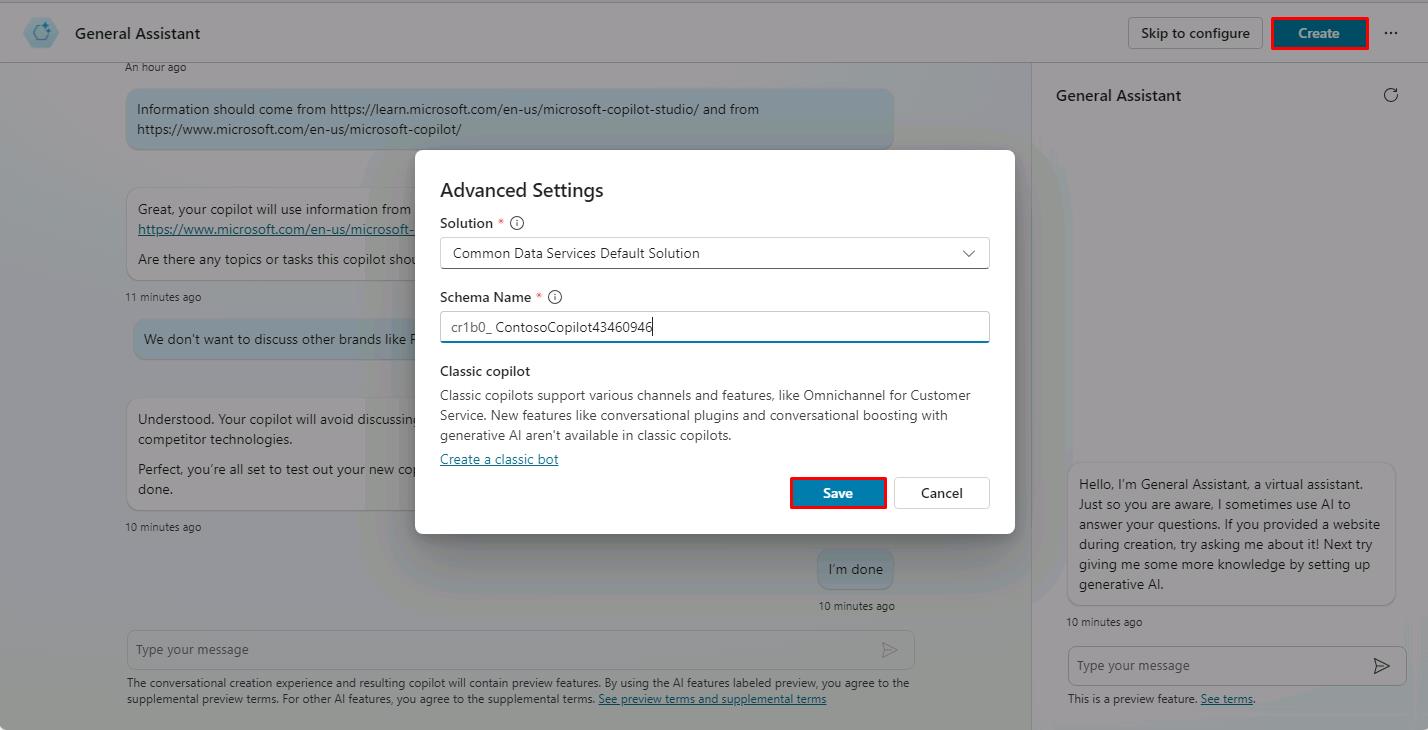 General Assistant
Skip to configure
Create
An hour ago
Information should come from https://learn.microsoft.com/en-us/microsoft-copilot-studio/ and from
https://www.microsoft.com/en-us/microsoft-copilot/
Great, your copilot will use information from
https://www.microsoft.com/en-us/microsoft-
Are there any topics or tasks this copilot
11 minutes ago
We don't want to discuss other brands like
Understood. Your copilot will avoid discussing
competitor technologies.
Perfect, you're all set to test out your new
done.
10 minutes ago
I'm done
10 minutes ago
Type your message
The conversational creation experience and resulting copilot will contain preview features. By using the AI features labeled preview, you agree to the
supplemental preview terms. For other AI features, you agree to the supplemental terms. See preview terms and supplemental terms
Advanced Settings
Solution *
Common Data Services Default Solution
Schema Name *
cr1b0_ ContosoCopilot43460946
Classic copilot
Classic copilots support various channels and features, like Omnichannel for Customer
Service. New features like conversational plugins and conversational boosting with
generative AI aren't available in classic copilots.
Create a classic bot
Save
Cancel
General Assistant
Hello, I'm General Assistant, a virtual assistant.
Just so you are aware, I sometimes use AI to
answer your questions. If you provided a website
during creation, try asking me about it! Next try
giving me some more knowledge by setting up
generative AI.
10 minutes ago
Type your message
This is a preview feature. See terms.